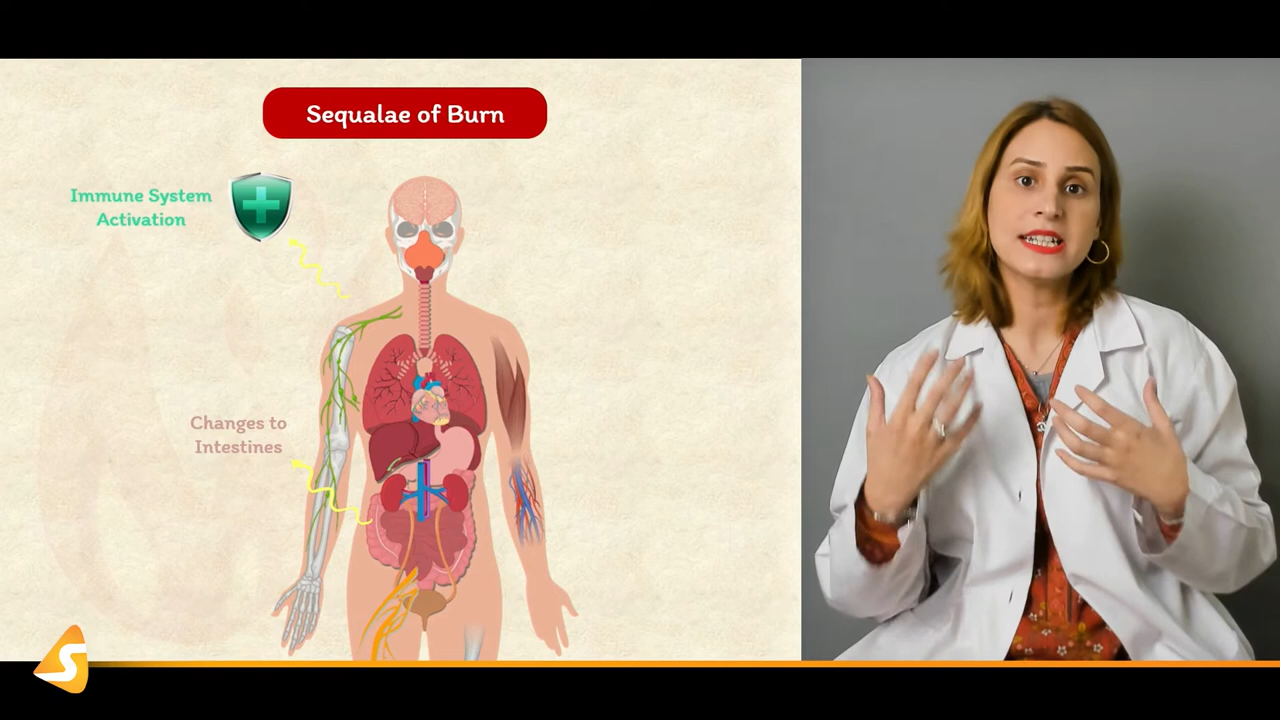 Sequalae of Burn
Immune System
Activation
Changes to
Intestines